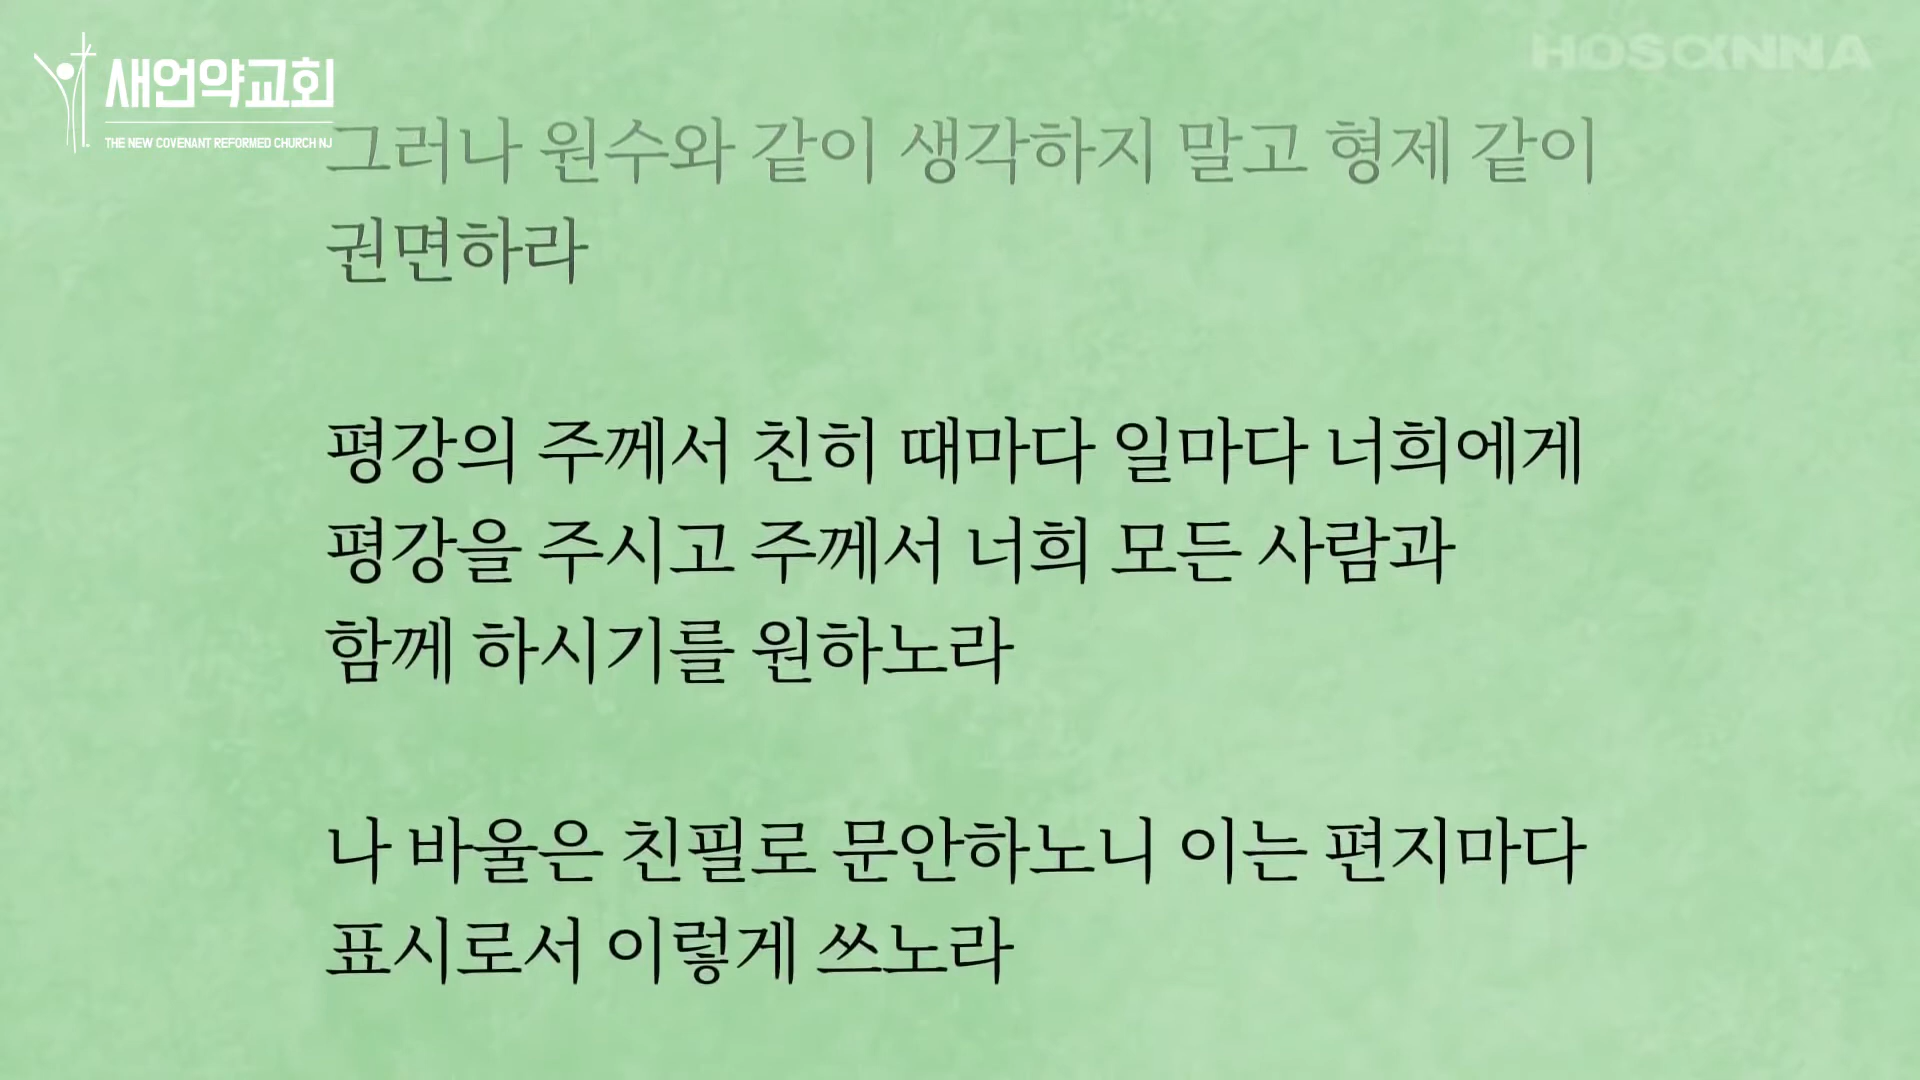 새언약교회
THE NEW COVENANT REFORMED CHURCH NJ
HOSANNA
그러나 원수와 같이 생각하지 말고 형제 같이
권면하라
평강의 주께서 친히 때마다 일마다 너희에게
평강을 주시고 주께서 너희 모든 사람과
함께 하시기를 원하노라
나 바울은 친필로 문안하노니 이는 편지마다
표시로서 이렇게 쓰노라